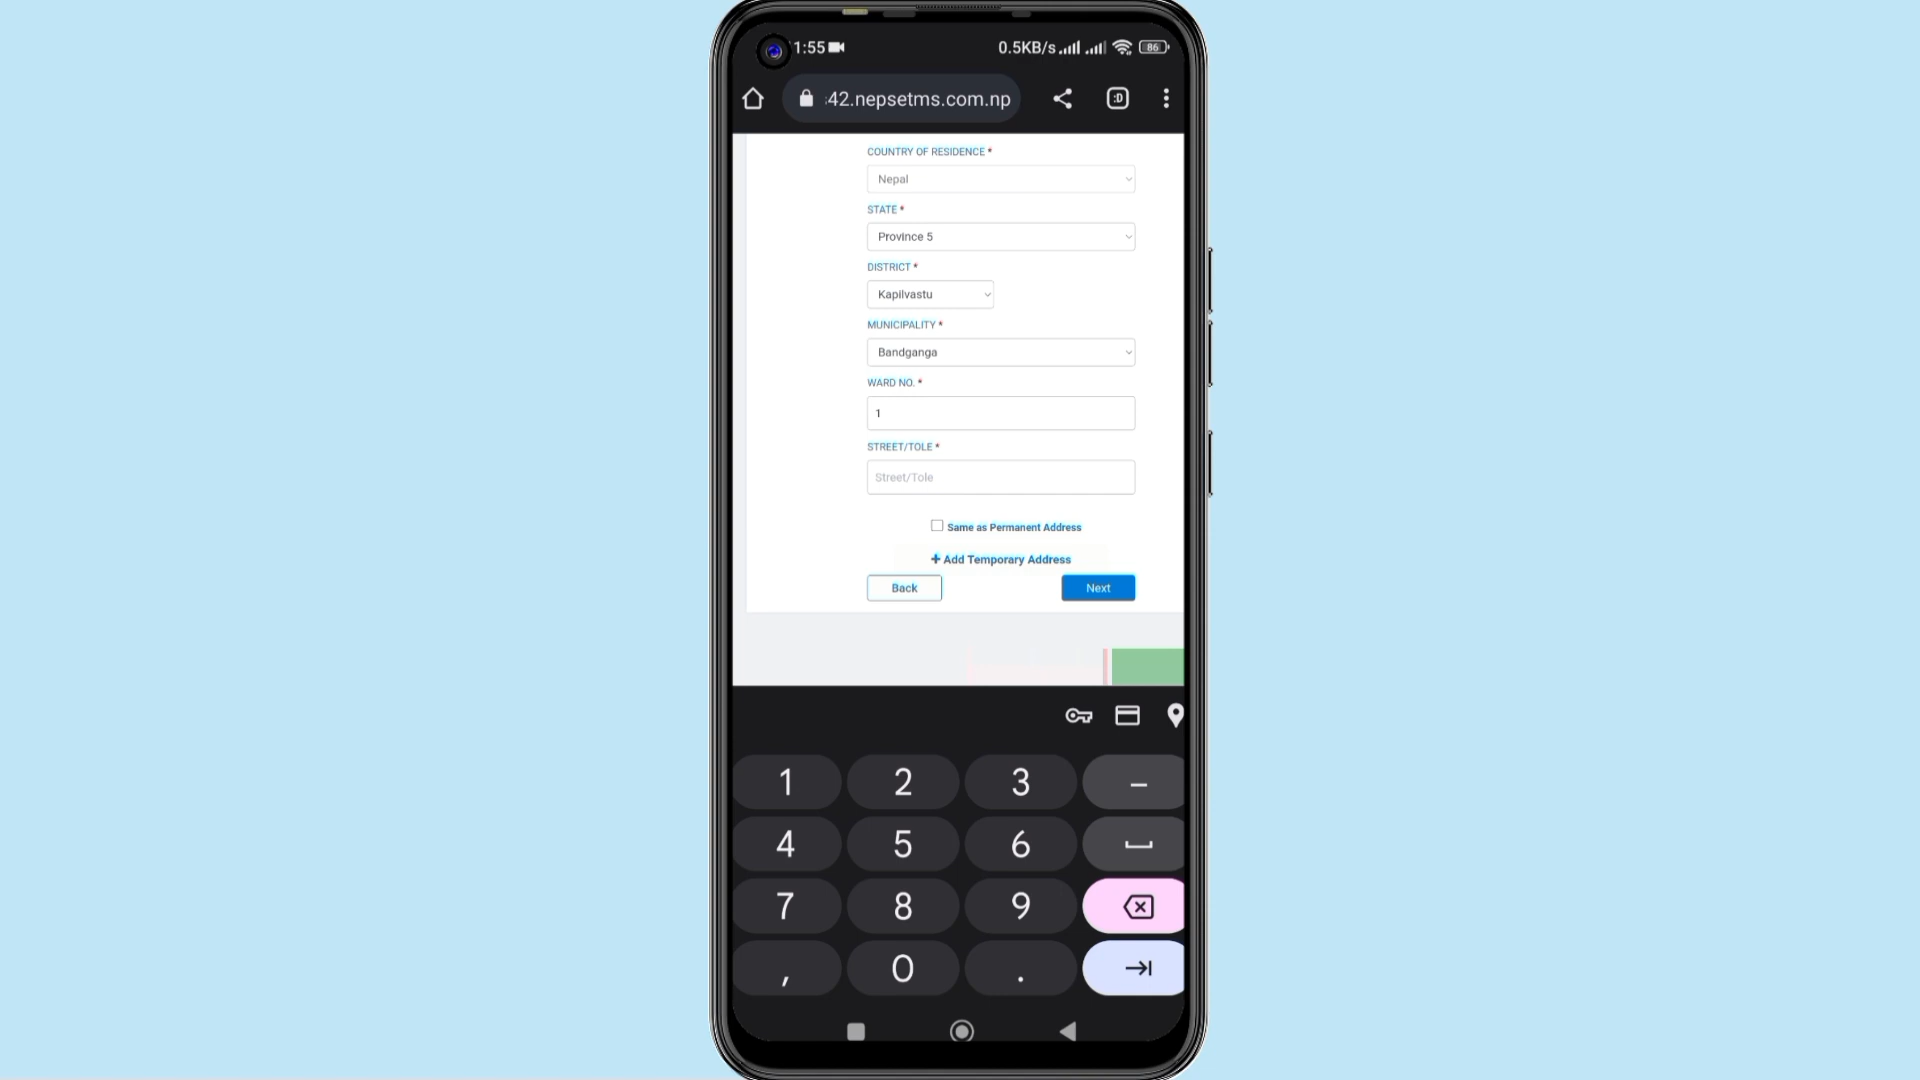 1:55
0.5KB/s
86
:42.nepsetms.com.np
:D
COUNTRY OF RESIDENCE *
Nepal
STATE *
Province 5
DISTRICT *
Kapilvastu
MUNICIPALITY *
Bandganga
WARD NO. *
1
STREET/TOLE *
Street/Tole
Same as Permanent Address
+ Add Temporary Address
Back Next
1 2 3 –
4 5 6
7 8 9
, 0 .